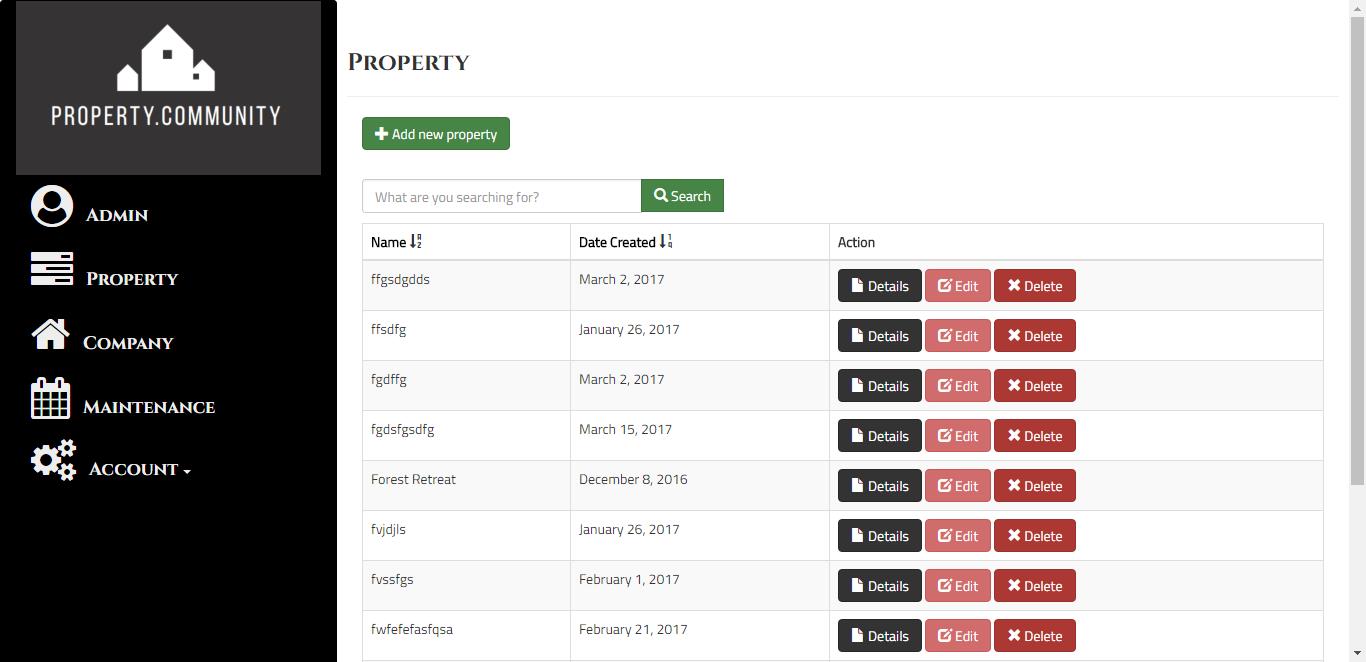 PROPERTY.COMMUNITY
Admin
Property
Company
Maintenance
Account
Property
Add new property
What are you searching for? Search
Name Date Created Action
ffgsdgdds March 2, 2017 Details Edit Delete
ffsdfg January 26, 2017 Details Edit Delete
fgdffg March 2, 2017 Details Edit Delete
fgdsfgsdfg March 15, 2017 Details Edit Delete
Forest Retreat December 8, 2016 Details Edit Delete
fvjdjls January 26, 2017 Details Edit Delete
fvssfgs February 1, 2017 Details Edit Delete
fwfefefasfqsa February 21, 2017 Details Edit Delete